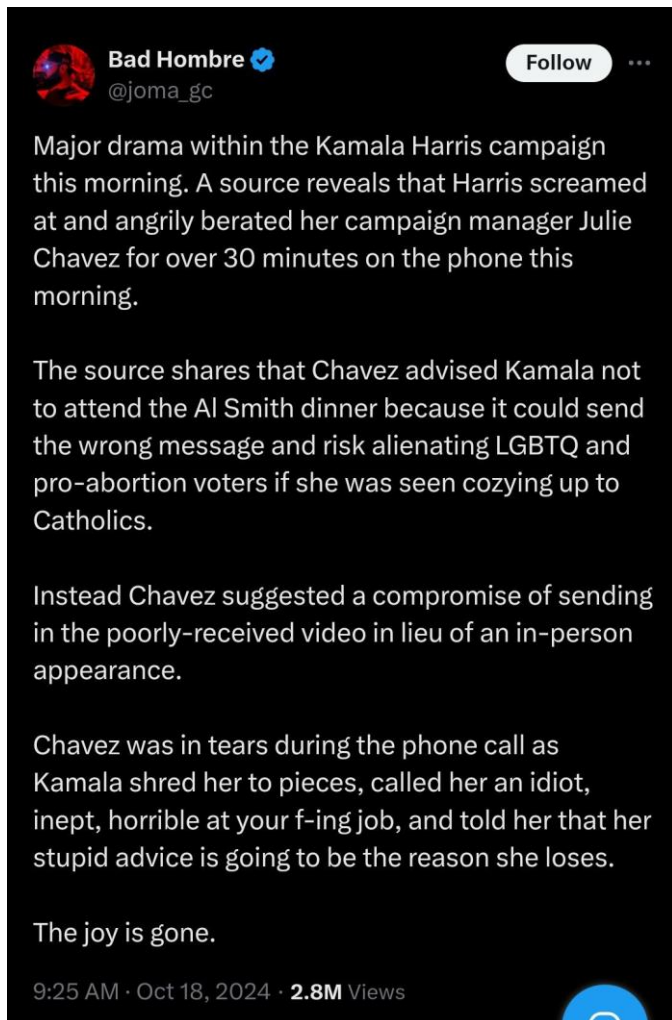 Bad Hombre
Follow
@joma_gc
Major drama within the Kamala Harris campaign
this morning. A source reveals that Harris screamed
at and angrily berated her campaign manager Julie
Chavez for over 30 minutes on the phone this
morning.
The source shares that Chavez advised Kamala not
to attend the Al Smith dinner because it could send
the wrong message and risk alienating LGBTQ and
pro-abortion voters if she was seen cozying up to
Catholics.
Instead Chavez suggested a compromise of sending
in the poorly-received video in lieu of an in-person
appearance.
Chavez was in tears during the phone call as
Kamala shred her to pieces, called her an idiot,
inept, horrible at your f-ing job, and told her that her
stupid advice is going to be the reason she loses.
The joy is gone.
9:25 AM · Oct 18, 2024 · 2.8M Views